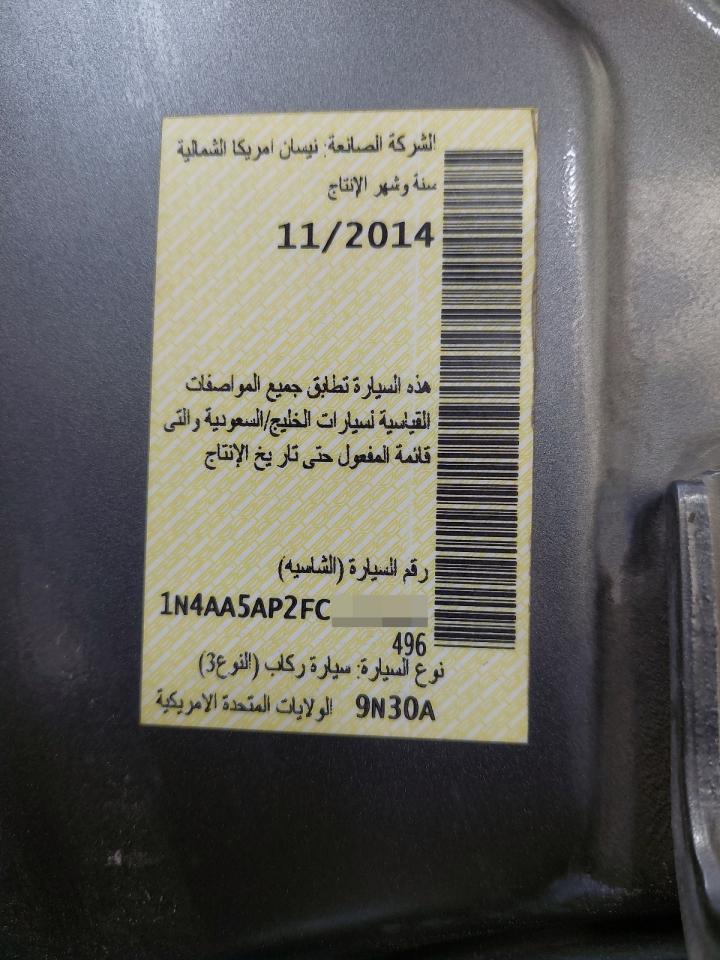 الشركة الصانعة: نيسان امريكا الشمالية
سنة وشهر الإنتاج
11/2014
هذه السيارة تطابق جميع المواصفات
القياسية لسيارات الخليج/السعودية والتى
قائمة المفعول حتى تاريخ الإنتاج
رقم السيارة (الشاسيه)
1N4AA5AP2FC
496
نوع السيارة: سيارة ركاب (النوع3)
9N30A الولايات المتحدة الامريكية